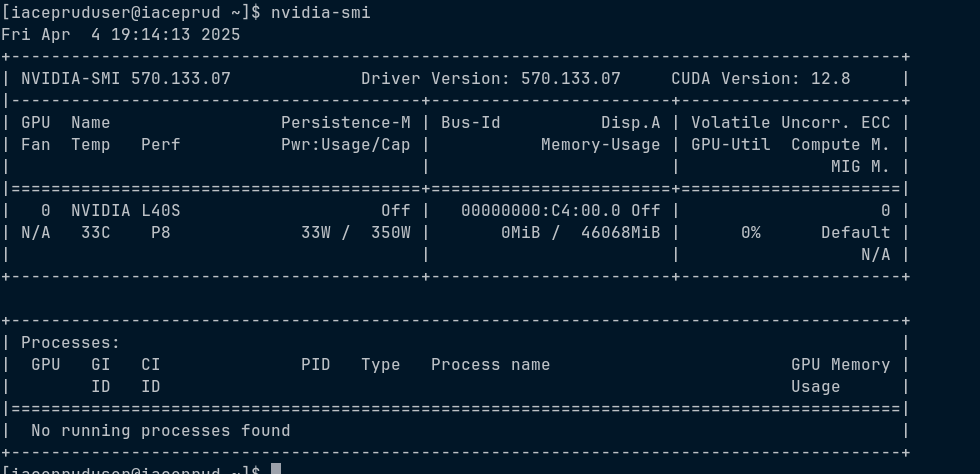 [iacepruduser@iaceprud ~]$ nvidia-smi
Fri Apr  4 19:14:13 2025
+-----------------------------------------------------------------------------------------+
| NVIDIA-SMI 570.133.07             Driver Version: 570.133.07     CUDA Version: 12.8     |
|-----------------------------------------+------------------------+----------------------+
| GPU  Name                 Persistence-M | Bus-Id          Disp.A | Volatile Uncorr. ECC |
| Fan  Temp   Perf          Pwr:Usage/Cap |           Memory-Usage | GPU-Util  Compute M. |
|                                         |                        |               MIG M. |
|=========================================+========================+======================|
|   0  NVIDIA L40S                    Off |   00000000:C4:00.0 Off |                    0 |
| N/A   33C    P8             33W /  350W |       0MiB /  46068MiB |      0%      Default |
|                                         |                        |                  N/A |
+-----------------------------------------+------------------------+----------------------+
+-----------------------------------------------------------------------------------------+
| Processes:                                                                              |
|  GPU   GI   CI              PID   Type   Process name                        GPU Memory |
|        ID   ID                                                               Usage      |
|=========================================================================================|
|  No running processes found                                                             |
+-----------------------------------------------------------------------------------------+
[iacepruduser@iaceprud ~]$